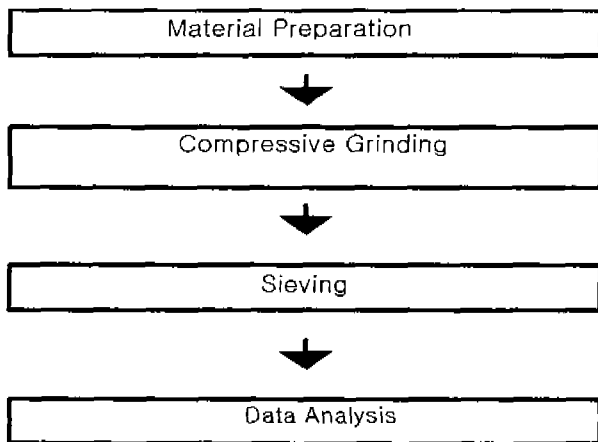 Material Preparation
Compressive Grinding
Sieving
Data Analysis